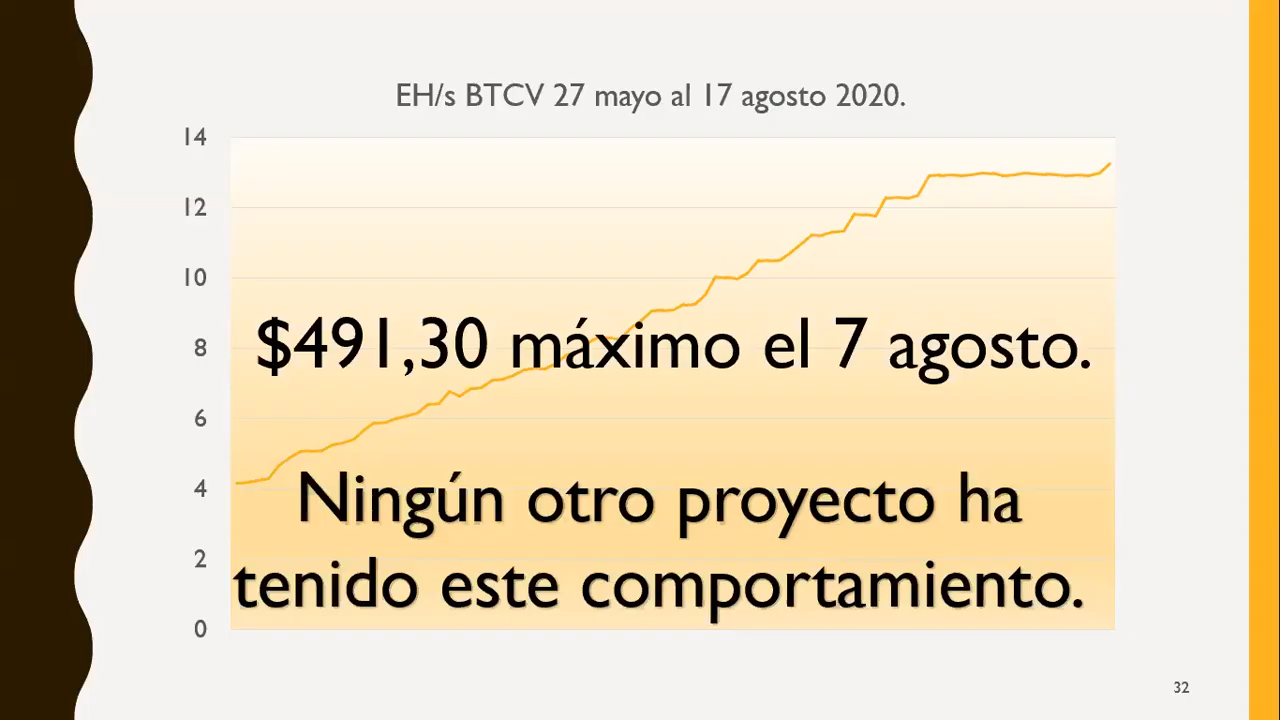 EH/s BTCV 27 mayo al 17 agosto 2020.
14
12
10
8
6
4
2
0
$491,30 máximo el 7 agosto.
Ningún otro proyecto ha
tenido este comportamiento.
32